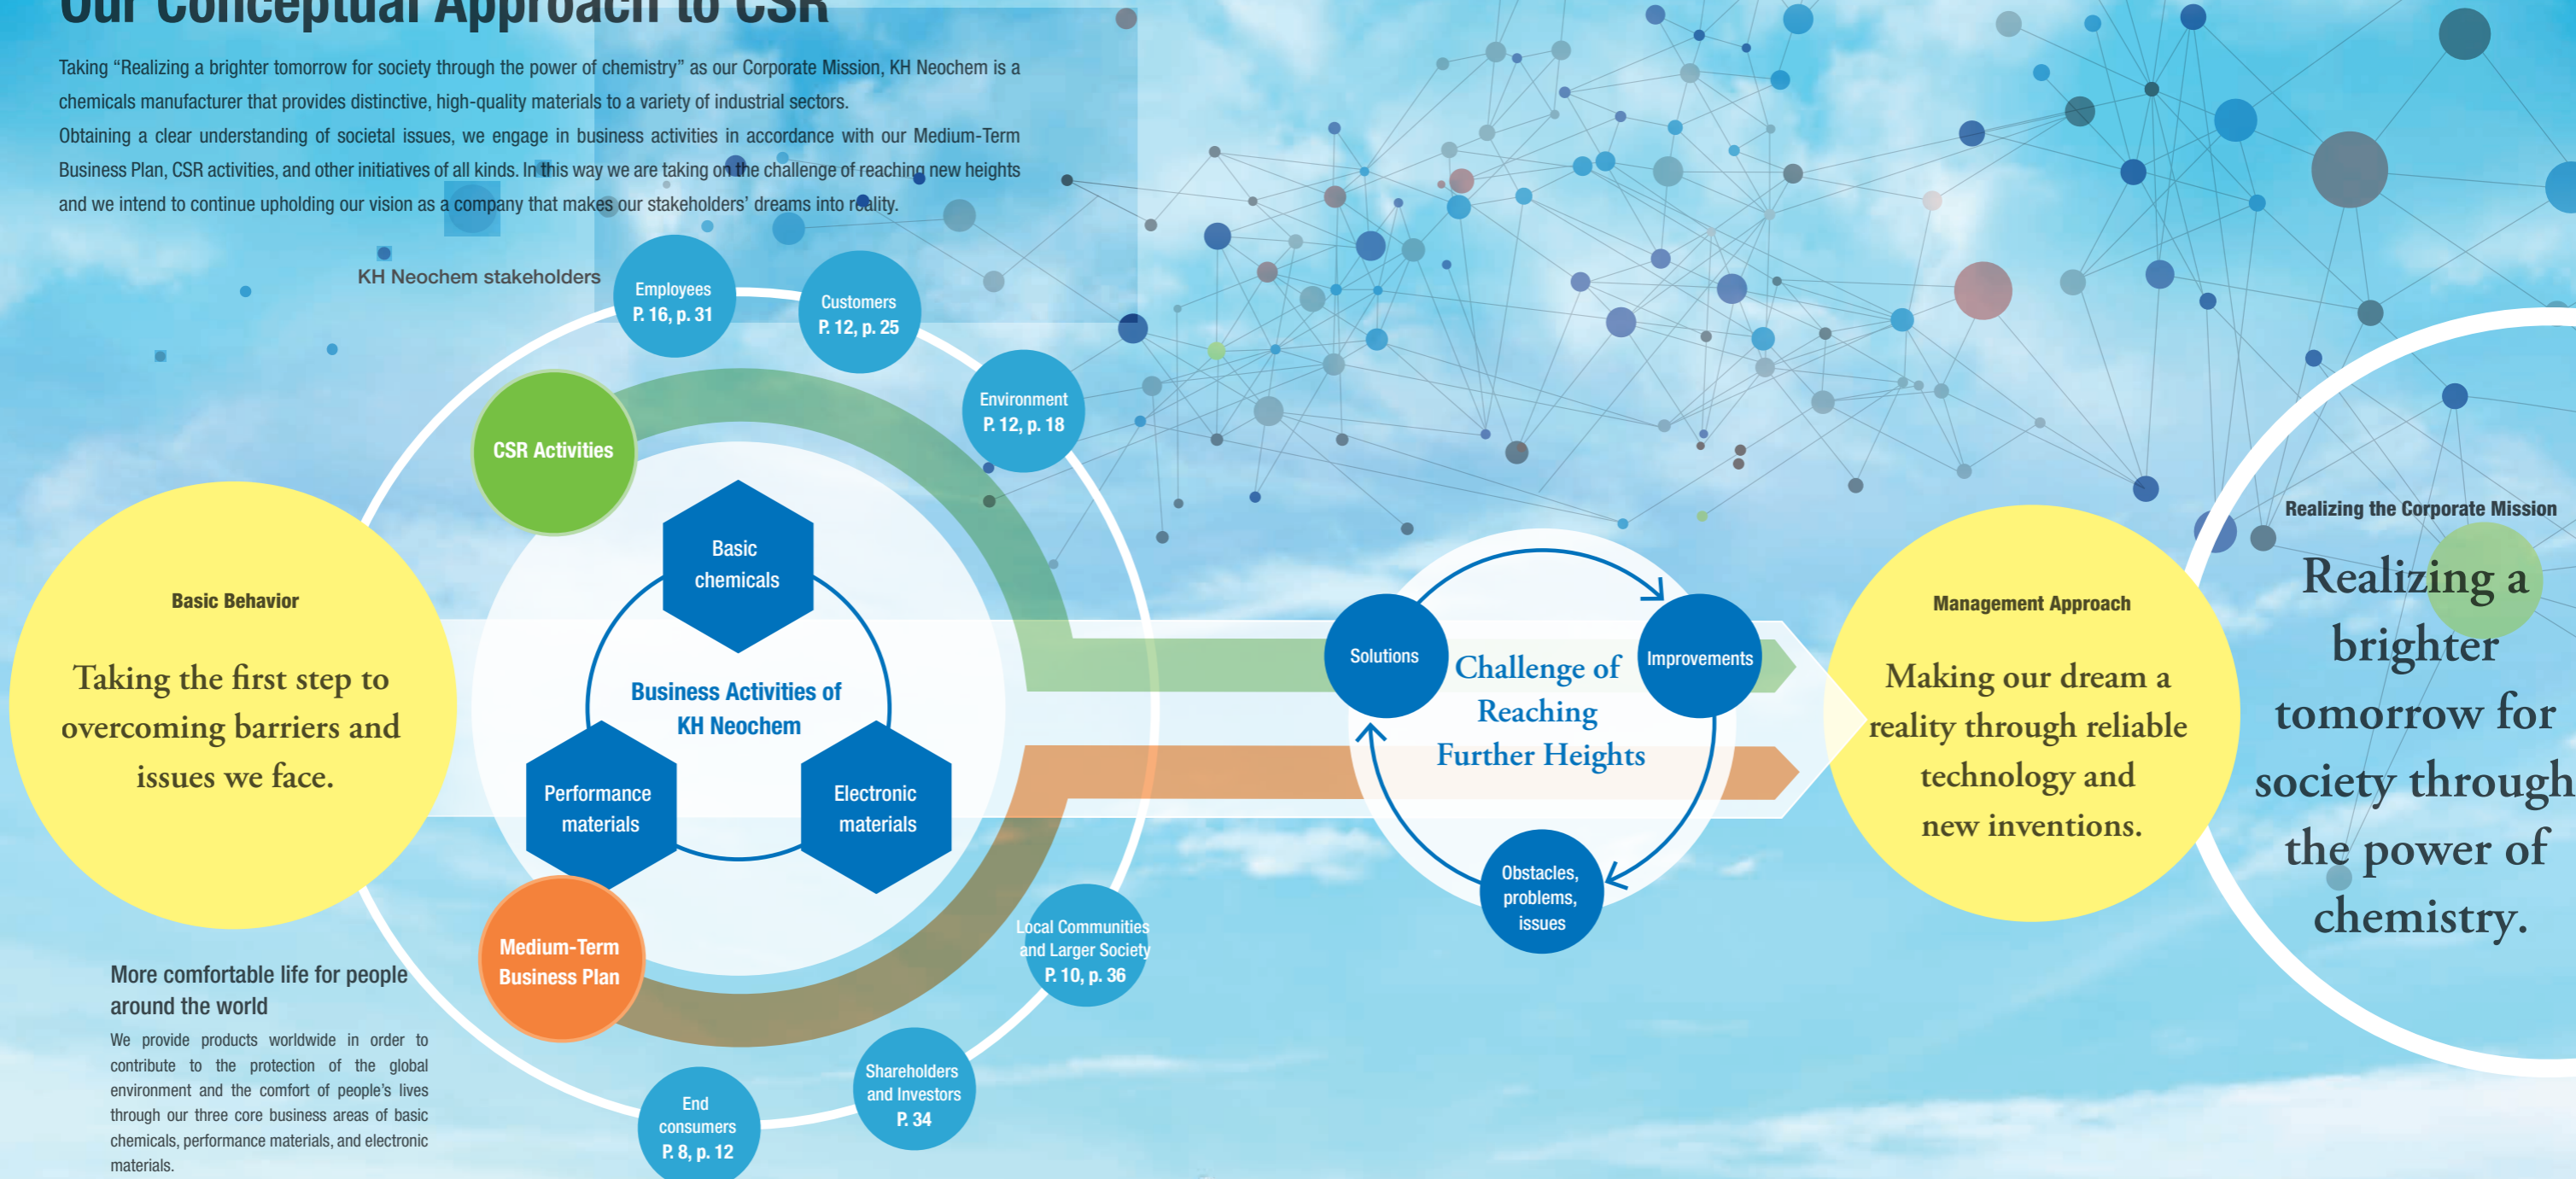 Our Conceptual Approach to CSR
Taking “Realizing a brighter tomorrow for society through the power of chemistry” as our Corporate Mission, KH Neochem is a
chemicals manufacturer that provides distinctive, high-quality materials to a variety of industrial sectors.
Obtaining a clear understanding of societal issues, we engage in business activities in accordance with our Medium-Term
Business Plan, CSR activities, and other initiatives of all kinds. In this way we are taking on the challenge of reaching new heights
and we intend to continue upholding our vision as a company that makes our stakeholders’ dreams into reality.
KH Neochem stakeholders
Employees
P. 16, p. 31
Customers
P. 12, p. 25
Environment
P. 12, p. 18
CSR Activities
Basic Behavior
Taking the first step to
overcoming barriers and
issues we face.
Basic
chemicals
Business Activities of
KH Neochem
Performance
materials
Electronic
materials
Medium-Term
Business Plan
Local Communities
and Larger Society
P. 10, p. 36
Shareholders
and Investors
P. 34
End
consumers
P. 8, p. 12
More comfortable life for people
around the world
We provide products worldwide in order to
contribute to the protection of the global
environment and the comfort of people’s lives
through our three core business areas of basic
chemicals, performance materials, and electronic
materials.
Solutions
Improvements
Challenge of
Reaching
Further Heights
Obstacles,
problems,
issues
Management Approach
Making our dream a
reality through reliable
technology and
new inventions.
Realizing the Corporate Mission
Realizing a
brighter
tomorrow for
society through
the power of
chemistry.